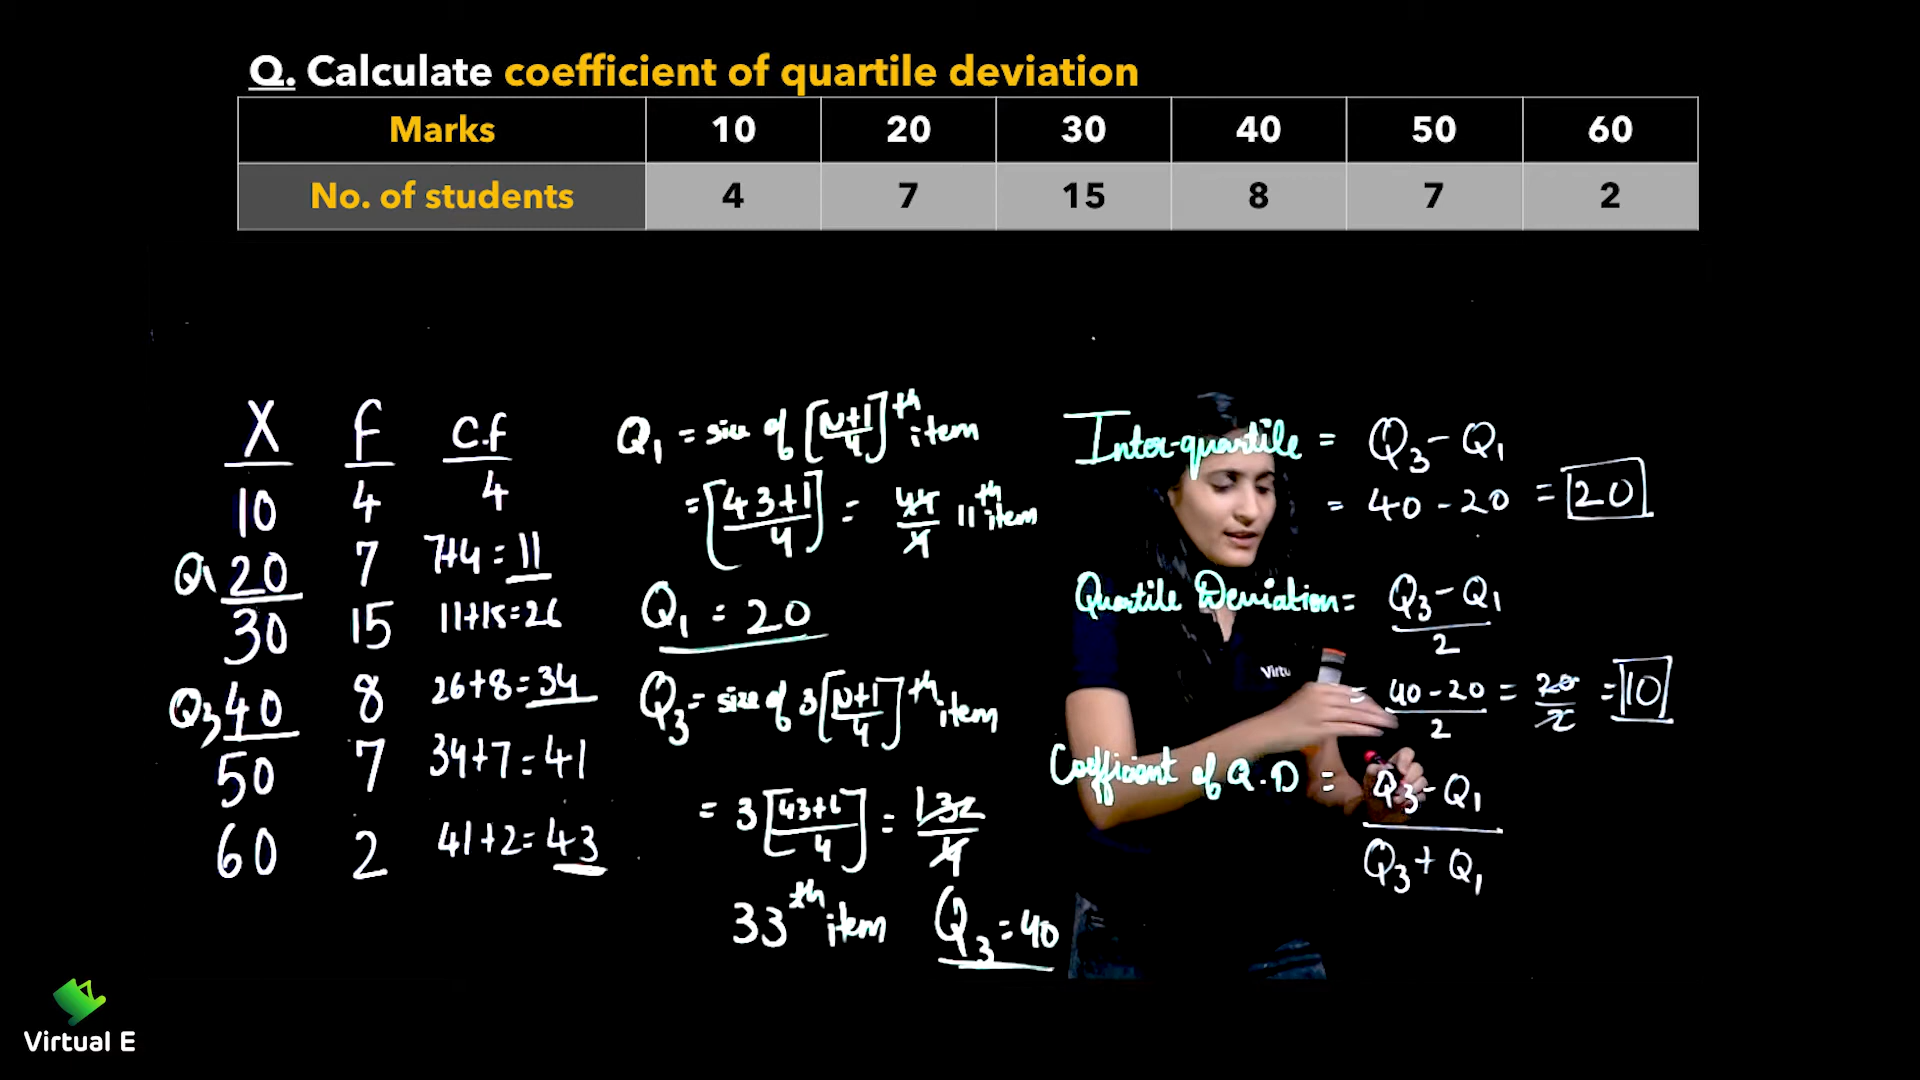 Q. Calculate coefficient of quartile deviation
Marks 10 20 30 40 50 60
No. of students 4 7 15 8 7 2
X F C.f
10 4 4
Q1 20 7 7+4 = 11
30 15 11+15=26
Q3 40 8 26+8=34
50 7 34+7=41
60 2 41+2=43
Q1 = size of [N+1/4]th item
= [43+1/4] = 44/4 11th item
Q1 = 20
Q3 = size of 3[N+1/4]th item
= 3[43+1/4] = 132/4
33th item Q3=40
Inter-quartile = Q3 - Q1
= 40 - 20 = 20
Quartile Deviation = Q3 - Q1/2
= 40-20/2 = 20/2 = 10
Coefficient of Q.D = Q3 - Q1/Q3 + Q1
Virtu
Virtual E